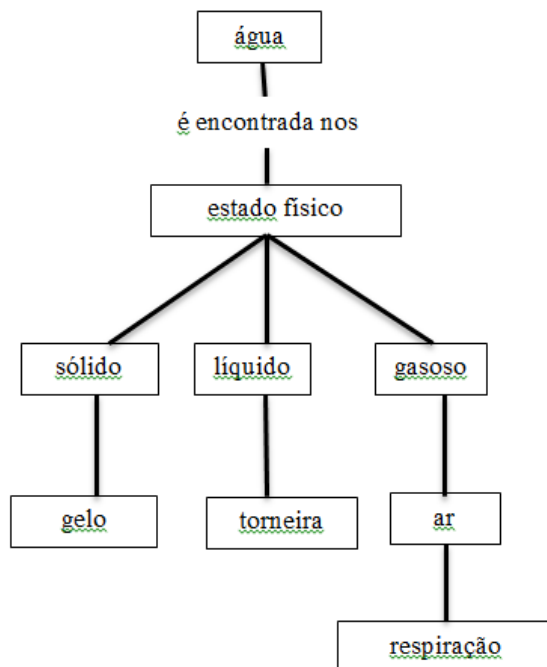 água
é encontrada nos
estado físico
sólido
líquido
gasoso
gelo
torneira
ar
respiração